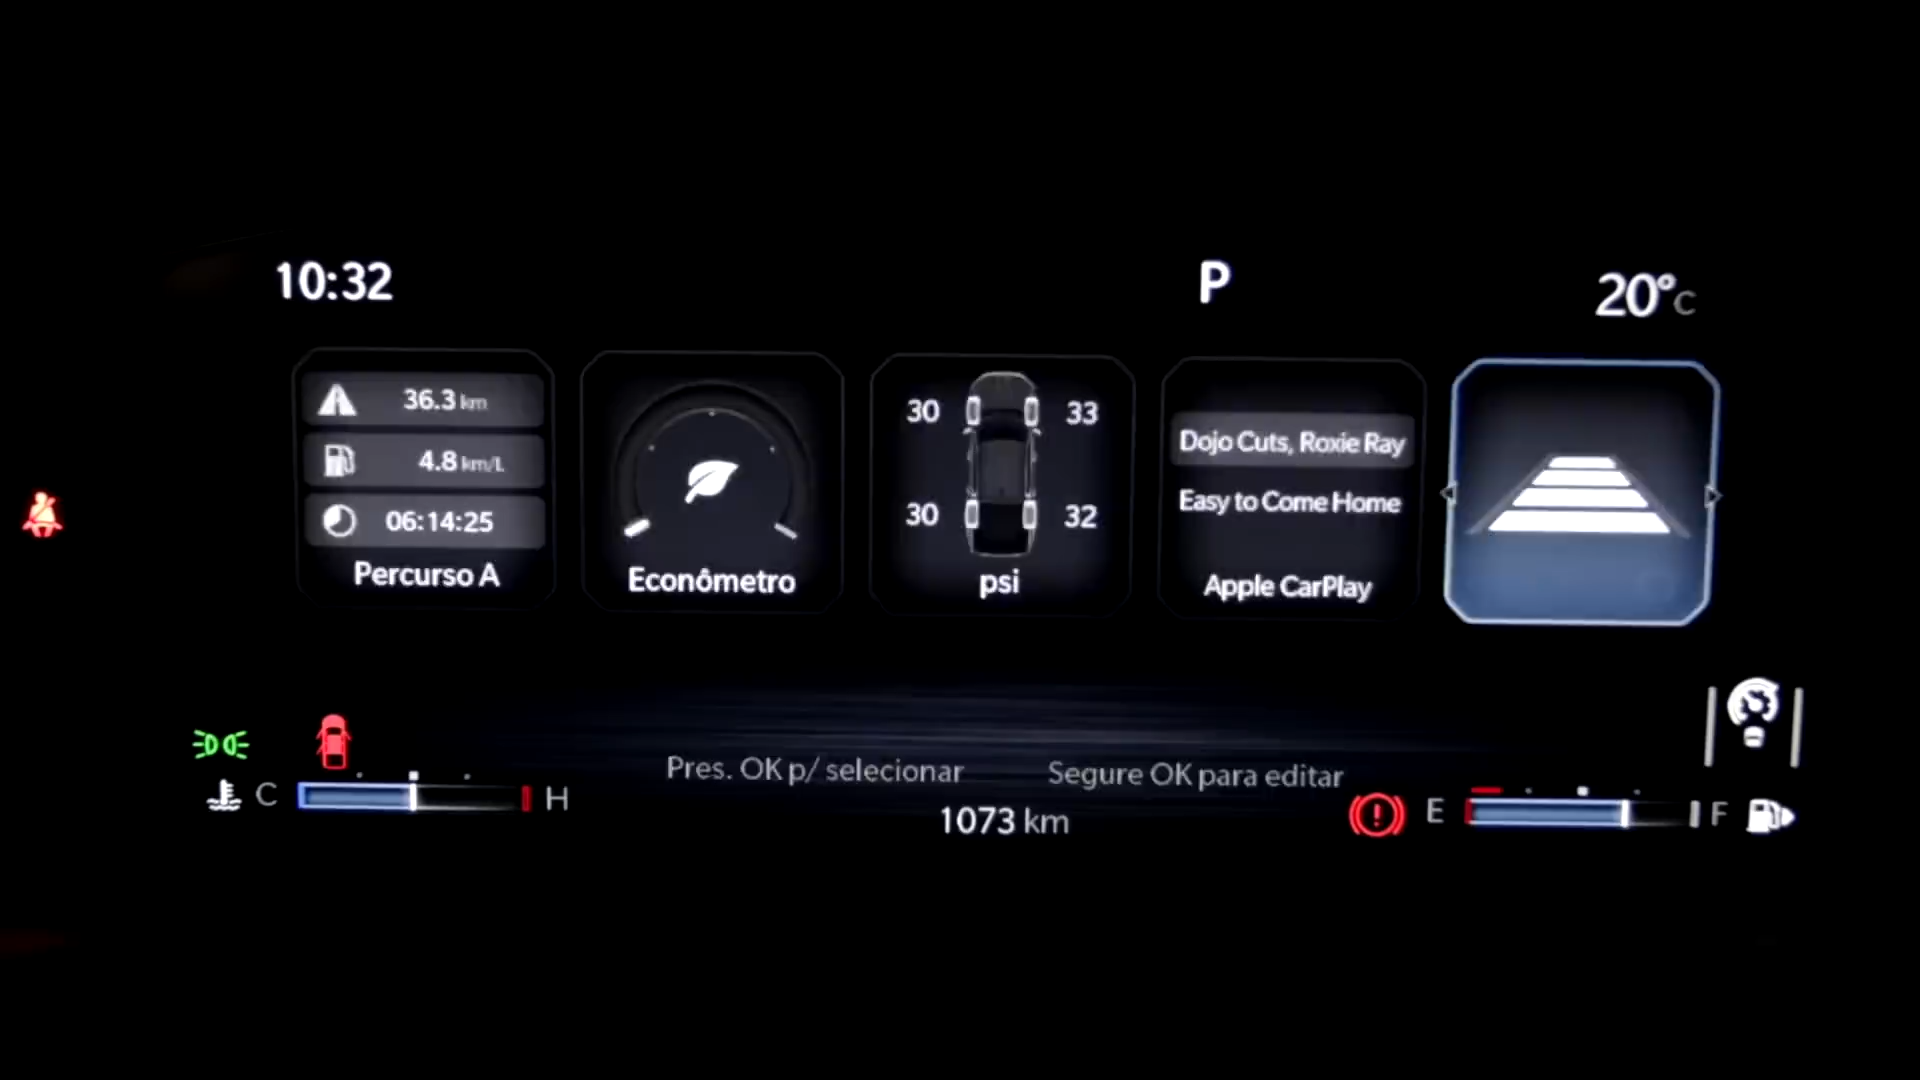 10:32
P
20°C
36.3 km
4.8 km/L
06:14:25
Percurso A
Econômetro
30
33
30
32
psi
Dojo Cuts, Roxie Ray
Easy to Come Home
Apple CarPlay
Pres. OK p/ selecionar
Segure OK para editar
C
H
1073 km
E
F